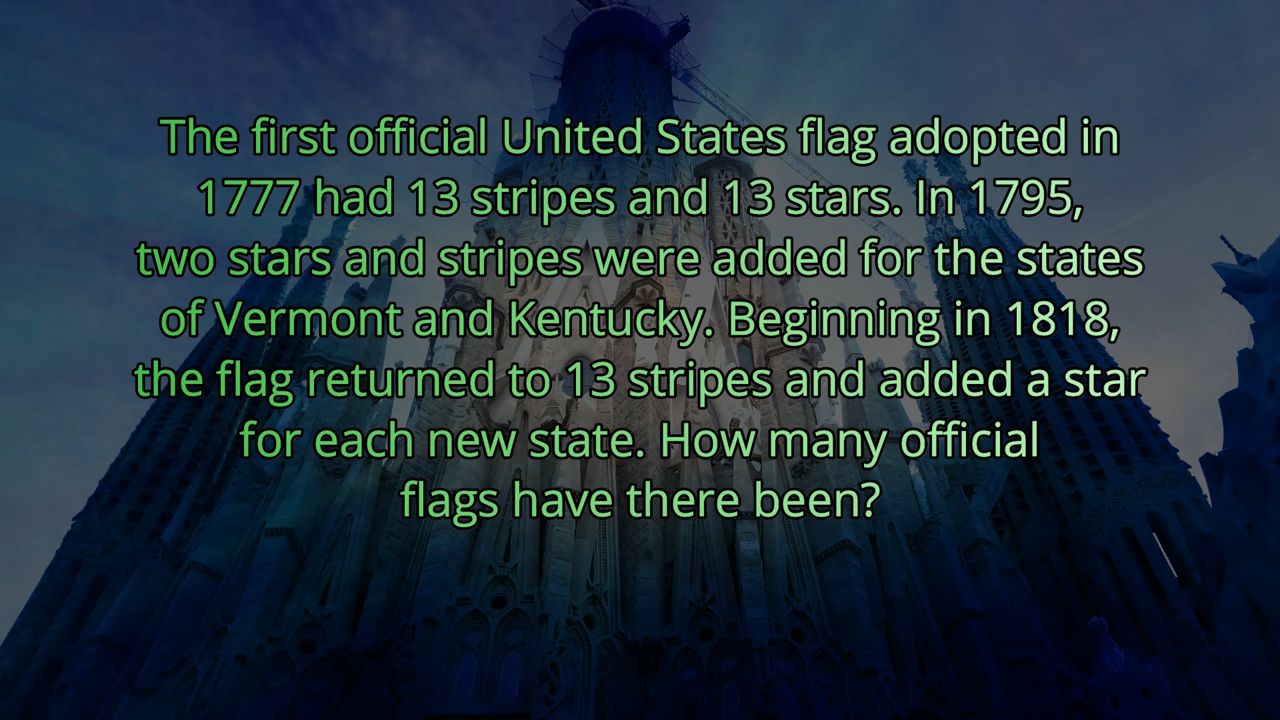 The first official United States flag adopted in
1777 had 13 stripes and 13 stars. In 1795,
two stars and stripes were added for the states
of Vermont and Kentucky. Beginning in 1818,
the flag returned to 13 stripes and added a star
for each new state. How many official
flags have there been?